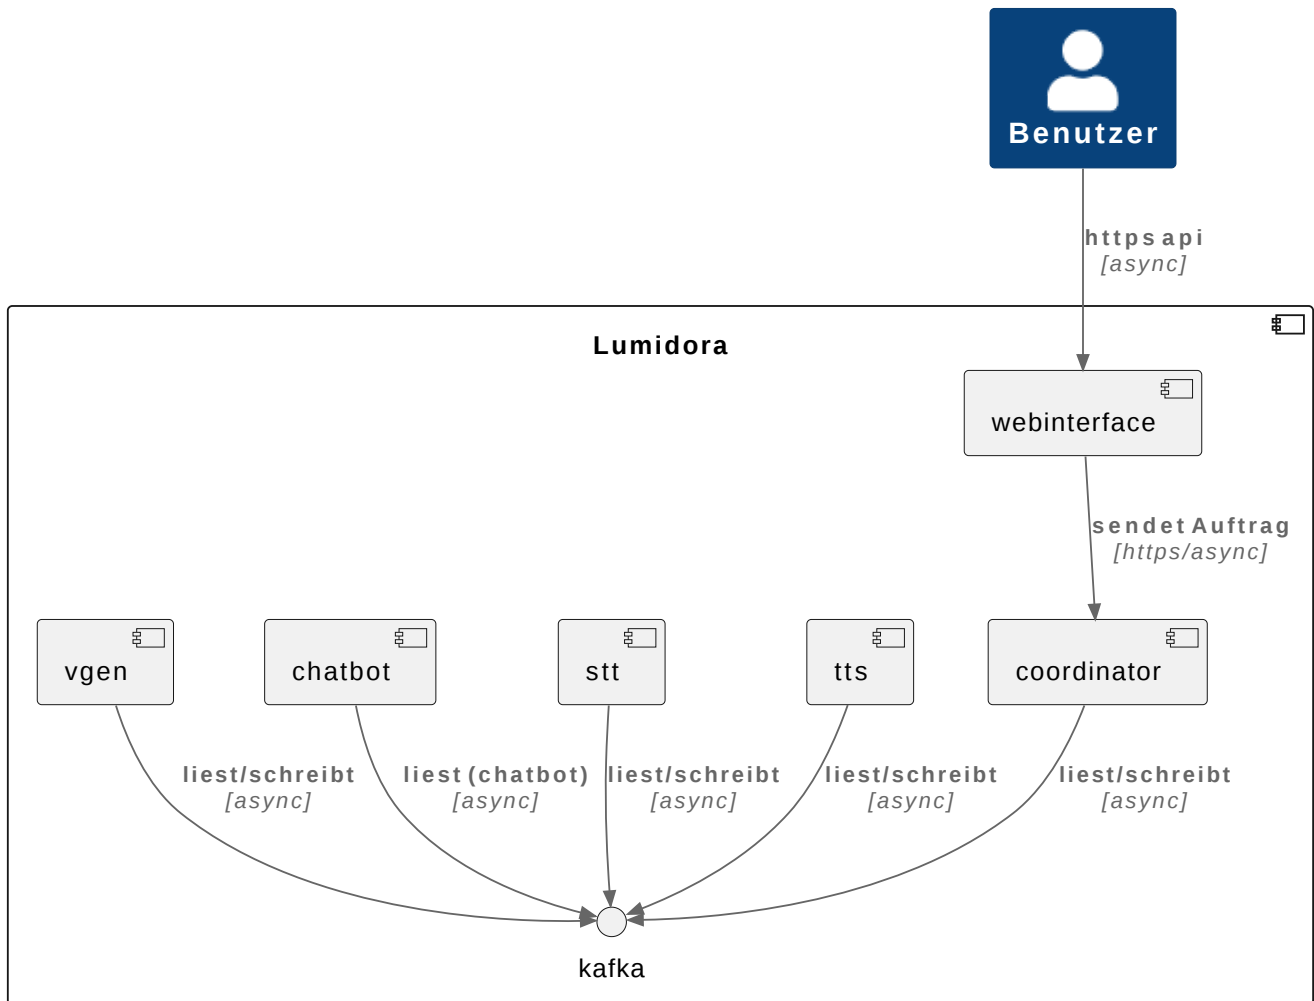 Benutzer
https api
[async]
Lumidora
webinterface
sendet Auftrag
[https/async]
vgen
chatbot
stt
tts
coordinator
liest/schreibt
[async]
liest (chatbot)
[async]
liest/schreibt
[async]
liest/schreibt
[async]
liest/schreibt
[async]
kafka